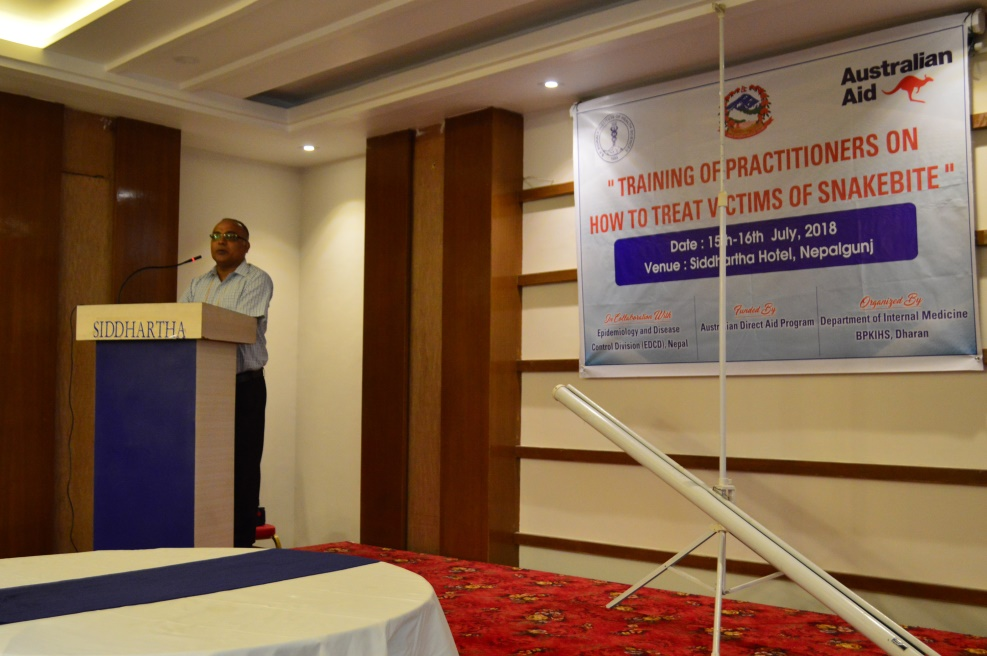 SIDDHARTHA
Australian
Aid
" TRAINING OF PRACTITIONERS ON
HOW TO TREAT VICTIMS OF SNAKEBITE "
Date : 15th-16th July, 2018
Venue : Siddhartha Hotel, Nepalgunj
In Collaboration With
Epidemiology and Disease
Control Division (EDCD), Nepal
Funded By
Australian Direct Aid Program
Organized By
Department of Internal Medicine
BPKIHS, Dharan